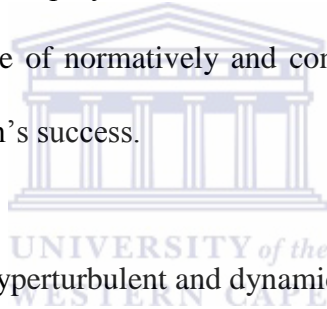 e of normatively and con
n's success.
UNIVERSITY of the
yperturbulent and dynamic
WESTERN CAPE